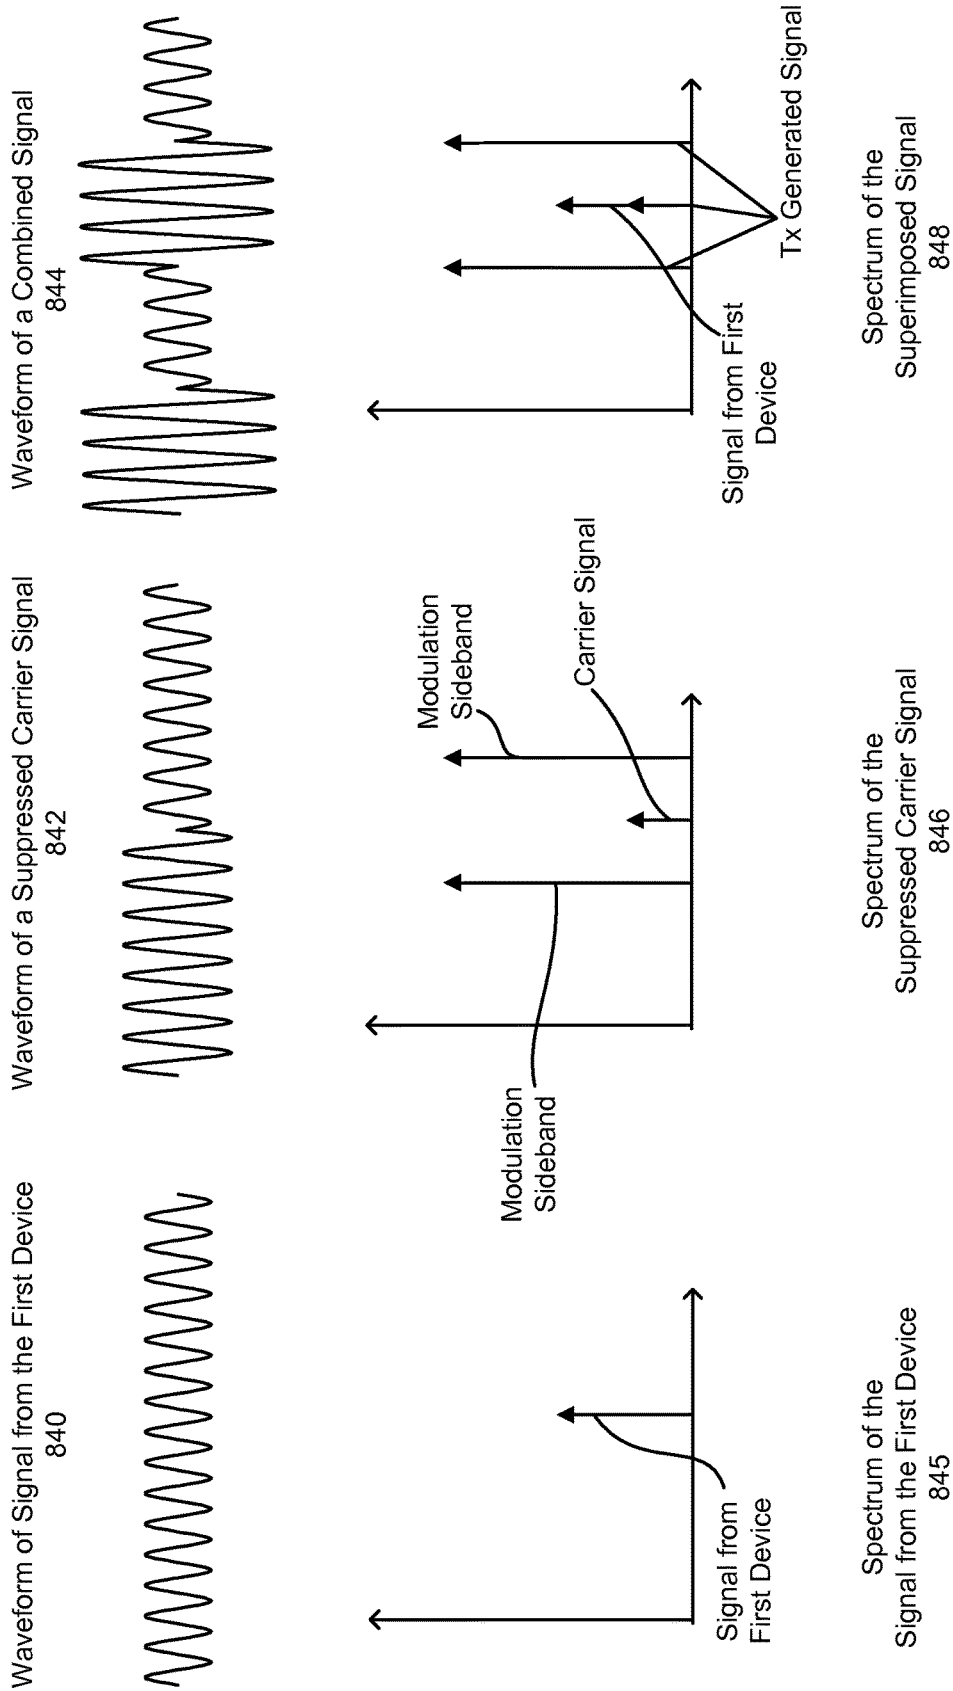 Waveform of Signal from the First Device
840
Waveform of a Suppressed Carrier Signal
842
Waveform of a Combined Signal
844
Signal from
First Device
Spectrum of the
Signal from the First Device
845
Modulation
Sideband
Modulation
Sideband
Carrier Signal
Spectrum of the
Suppressed Carrier Signal
846
Signal from First
Device
Tx Generated Signal
Spectrum of the
Superimposed Signal
848